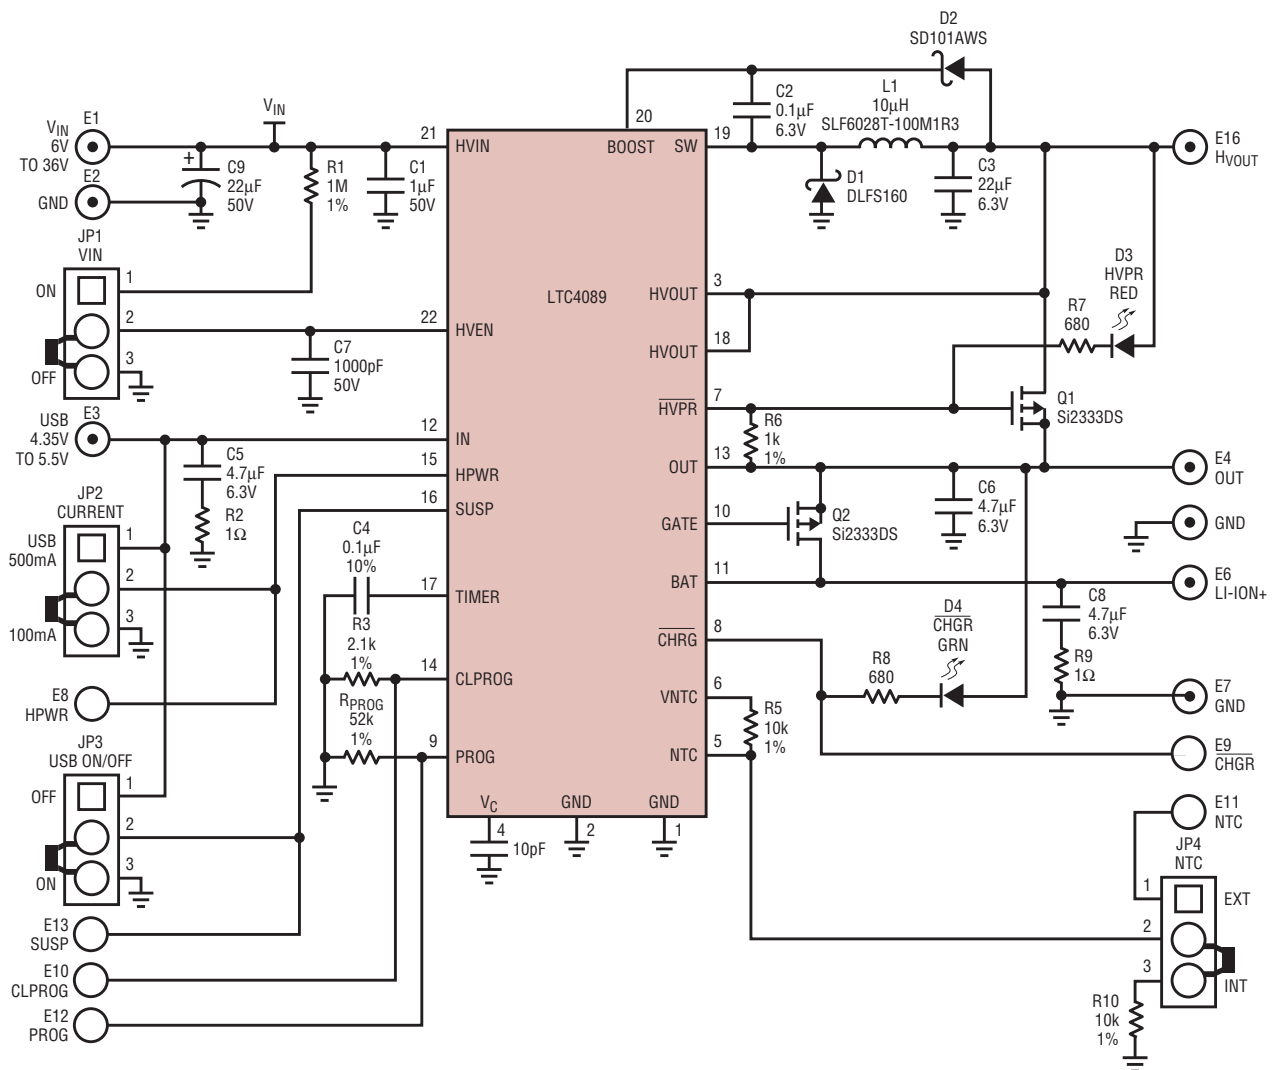 D2
SD101AWS
C2
0.1µF
6.3V
L1
10µH
SLF6028T-100M1R3
VIN
6V
TO 36V
E1
VIN
21
HVIN
20
BOOST
SW
19
E16
HVOUT
E2
GND
+
C9
22µF
50V
R1
1M
1%
C1
1µF
50V
D1
DLFS160
C3
22µF
6.3V
JP1
VIN
ON
1
2
3
OFF
22
HVEN
C7
1000pF
50V
LTC4089
HVOUT
3
HVOUT
18
D3
HVPR
RED
R7
680
HVPR
7
Q1
Si2333DS
USB
4.35V
TO 5.5V
E3
12
IN
R6
1k
1%
OUT
13
E4
OUT
C5
4.7µF
6.3V
R2
1Ω
15
HPWR
16
SUSP
GATE
10
Q2
Si2333DS
C6
4.7µF
6.3V
GND
JP2
CURRENT
USB
500mA
1
2
3
100mA
C4
0.1µF
10%
17
TIMER
BAT
11
E6
LI-ION+
C8
4.7µF
6.3V
R9
1Ω
R3
2.1k
1%
14
CLPROG
CHRG
8
D4
CHGR
GRN
R8
680
E8
HPWR
RPROG
52k
1%
9
PROG
VNTC
6
R5
10k
1%
NTC
5
E7
GND
E9
CHGR
JP3
USB ON/OFF
OFF
1
2
3
ON
VC
4
10pF
GND
2
GND
1
E11
NTC
JP4
NTC
1
EXT
2
3
INT
R10
10k
1%
E13
SUSP
E10
CLPROG
E12
PROG